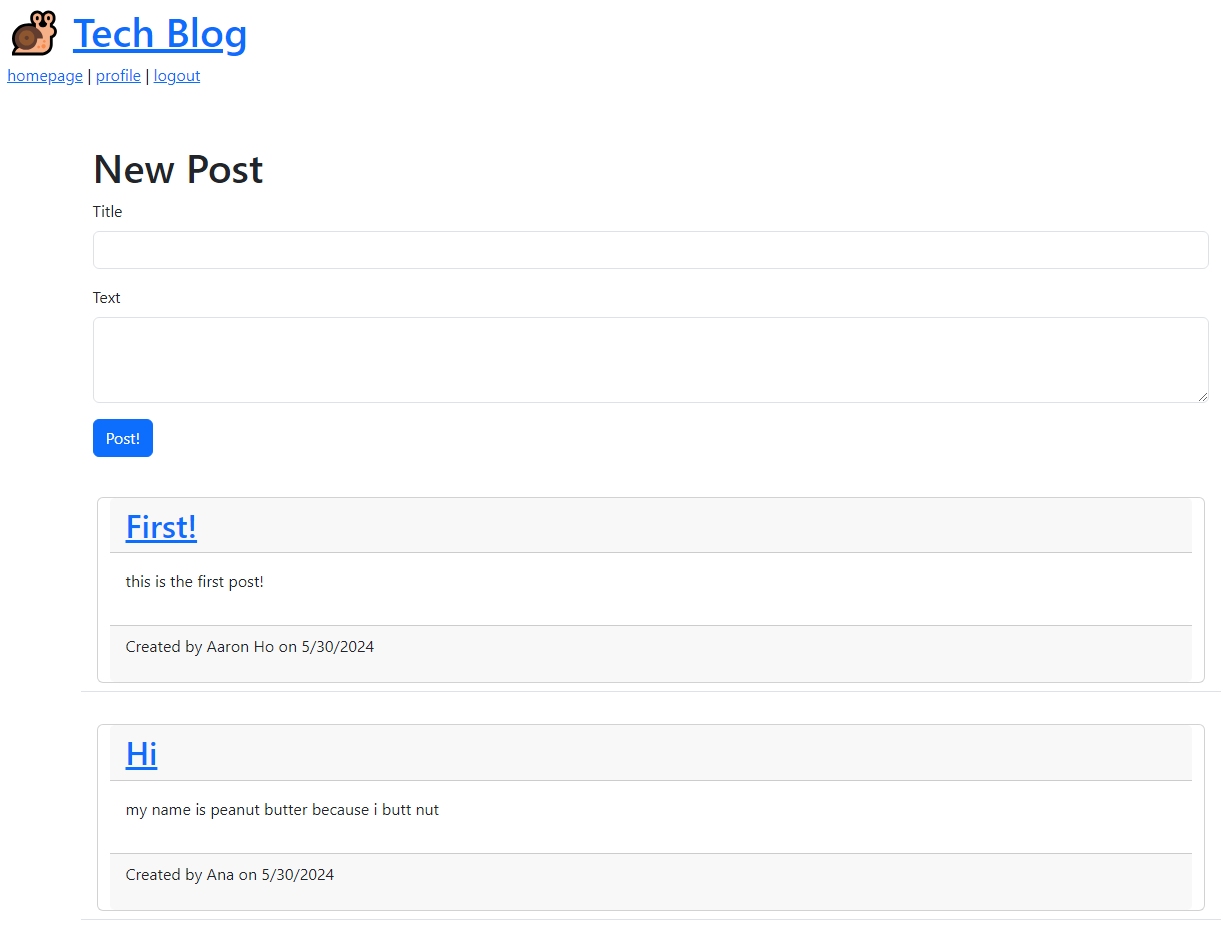 Tech Blog
homepage | profile | logout
New Post
Title
Text
Post!
First!
this is the first post!
Created by Aaron Ho on 5/30/2024
Hi
my name is peanut butter because i butt nut
Created by Ana on 5/30/2024